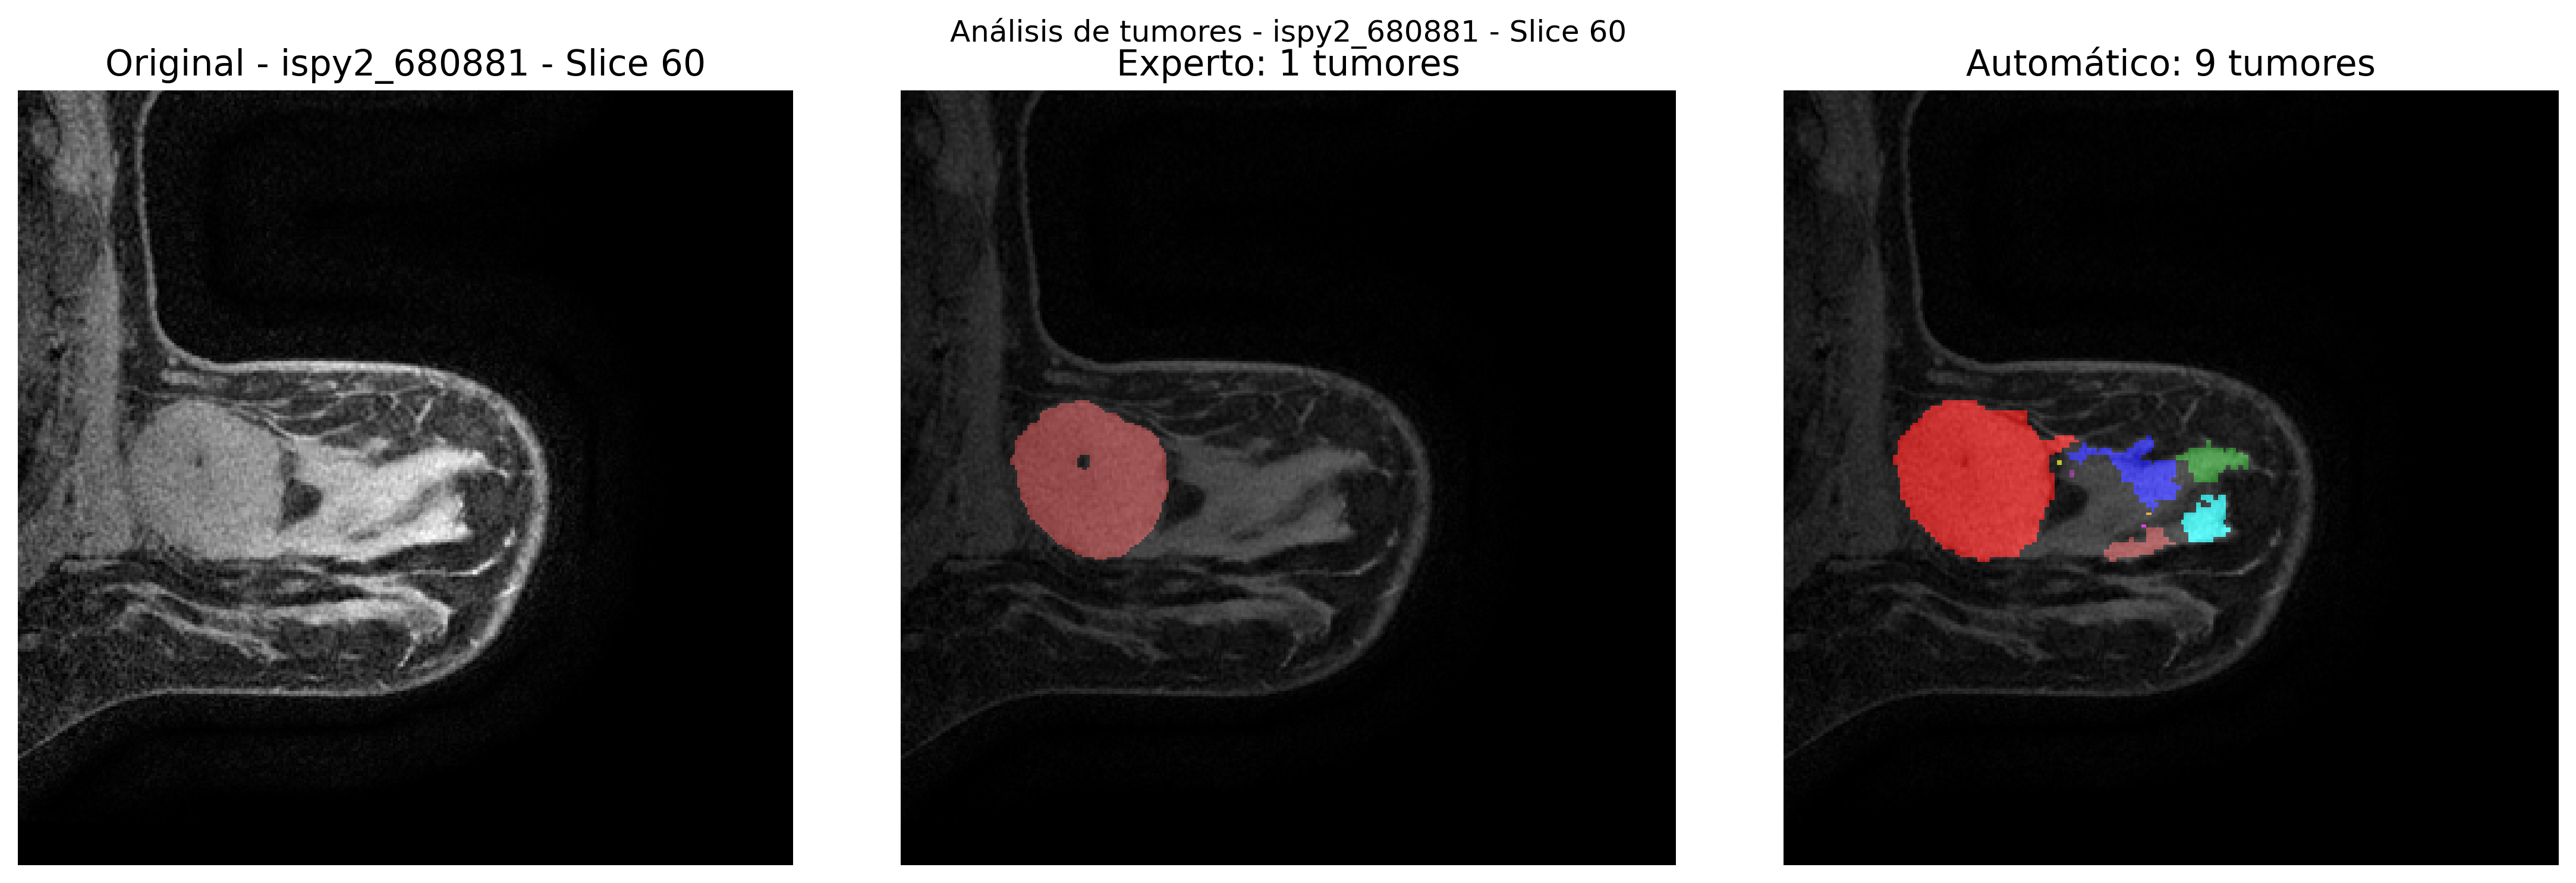 Análisis de tumores - ispy2_680881 - Slice 60
Original - ispy2_680881 - Slice 60
Experto: 1 tumores
Automático: 9 tumores